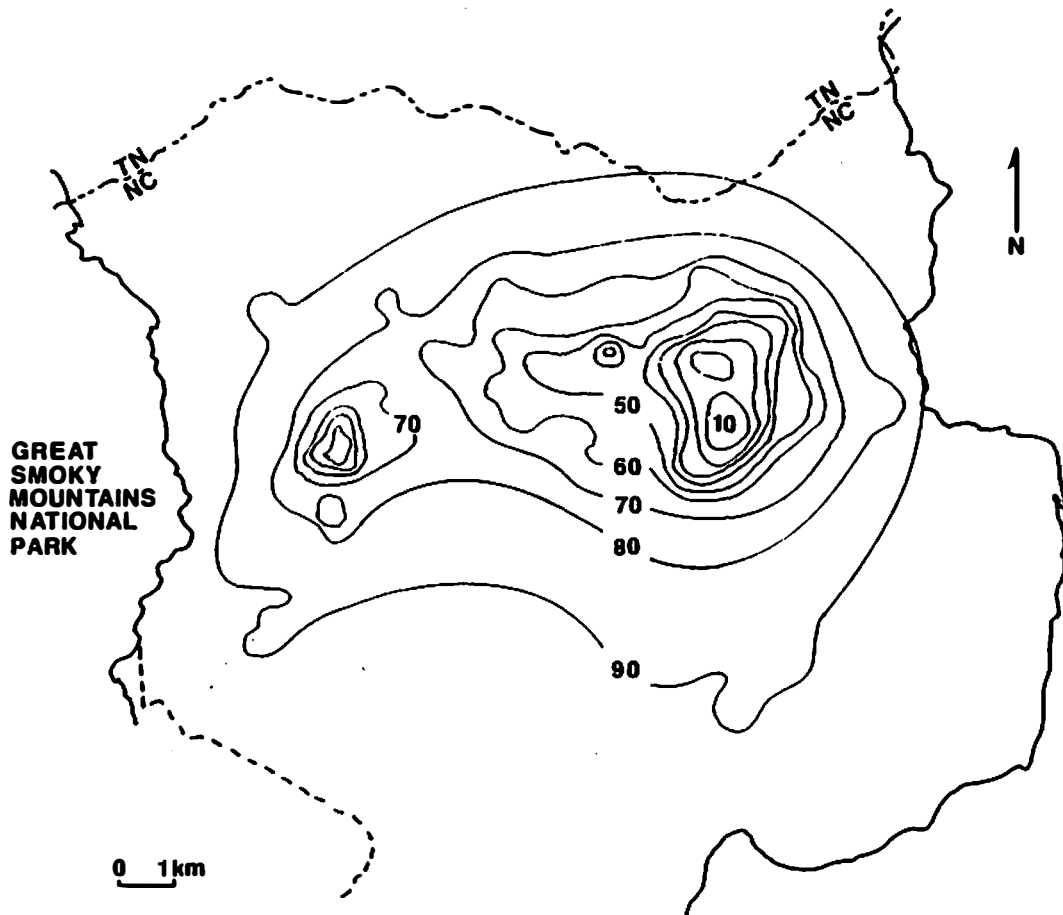 TN
NC
TN
NC
N
50
70
10
60
70
80
90
GREAT
SMOKY
MOUNTAINS
NATIONAL
PARK
0 1km